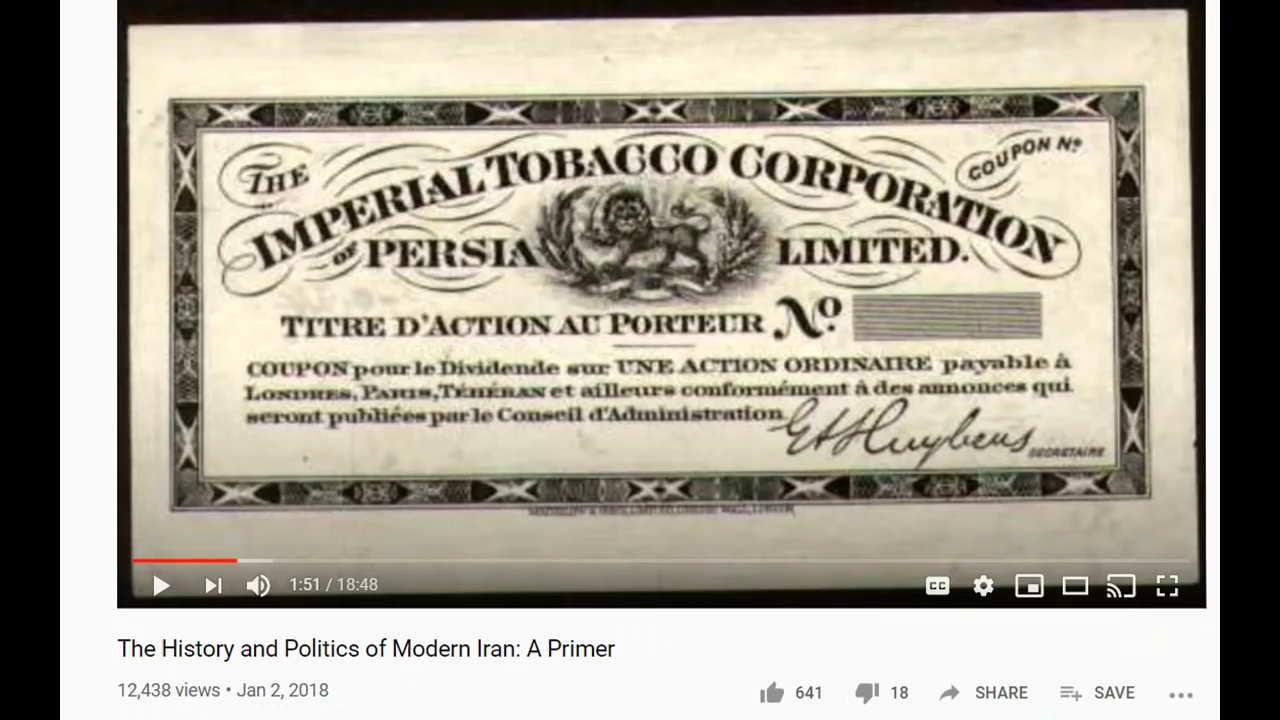 THE
IMPERIAL TOBACCO CORPORATION
COUPON Nº
OF PERSIA LIMITED.
TITRE D'ACTION AU PORTEUR Nº
COUPON pour le Dividende sur UNE ACTION ORDINAIRE payable à
LONDRES, PARIS, TÉHÉRAN et ailleurs conformément à des annonces qui
seront publiées par le Conseil d'Administration
SECRÉTAIRE
1:51 / 18:48
CC
The History and Politics of Modern Iran: A Primer
12,438 views • Jan 2, 2018
641
18
SHARE
SAVE